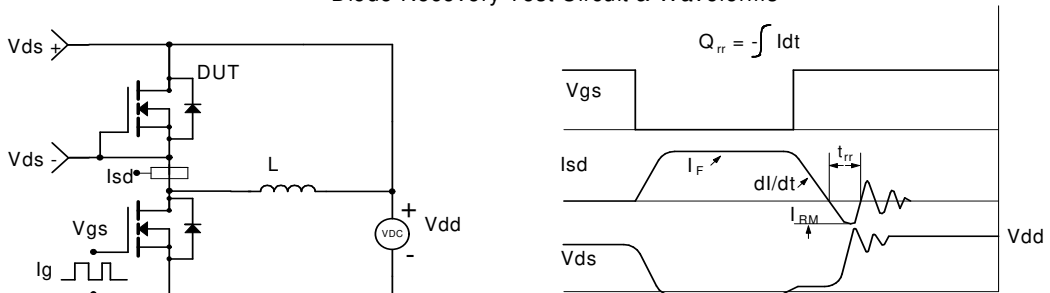 Diode Recovery Test Circuit & Waveforms
Vds +
DUT
Vds -
Isd
L
Vgs
Ig
+
VDC
-
Vdd
Q rr = -∫ Idt
Vgs
Isd
I F
dI/dt
t rr
I RM
Vds
Vdd